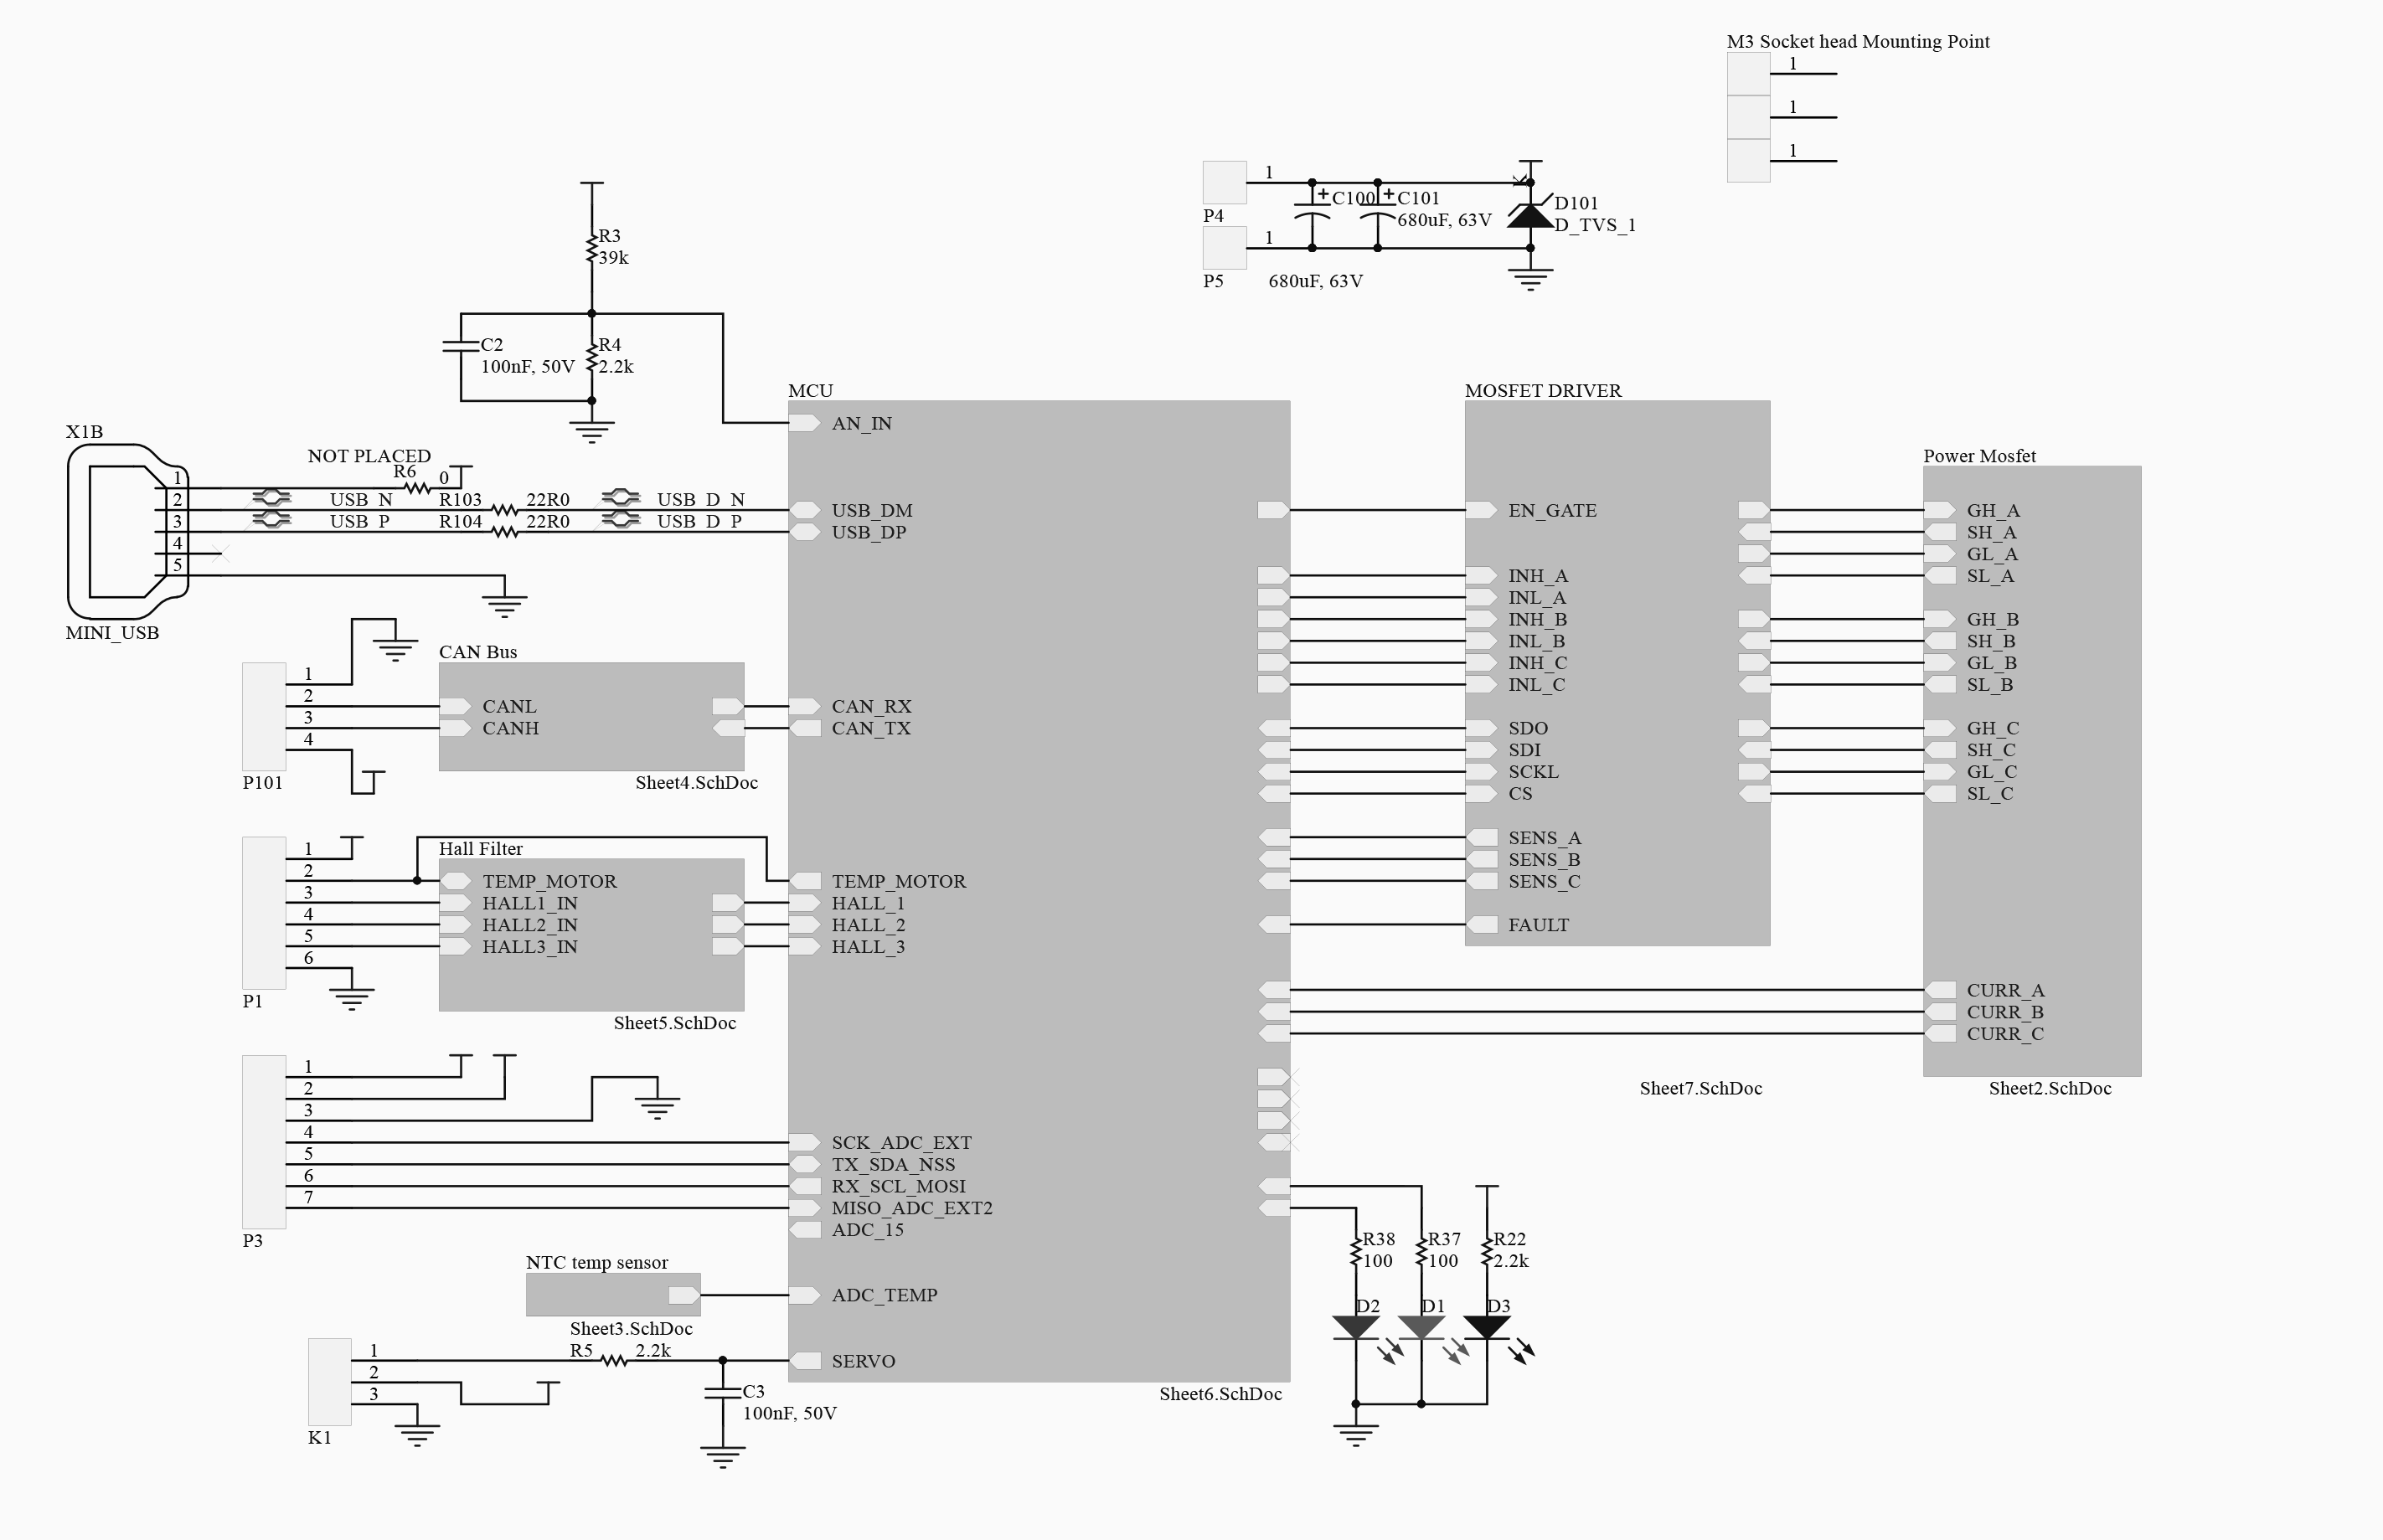 M3 Socket head Mounting Point
1
1
1
1
P4
K
C100
C101
680uF, 63V
D101
D_TVS_1
1
P5
680uF, 63V
R3
39k
C2
100nF, 50V
R4
2.2k
X1B
NOT PLACED
R6
0
1
2
3
4
5
USB_N
R103
22R0
USB_D_N
USB_P
R104
22R0
USB_D_P
MINI_USB
MCU
AN_IN
USB_DM
USB_DP
CAN_RX
CAN_TX
TEMP_MOTOR
HALL_1
HALL_2
HALL_3
SCK_ADC_EXT
TX_SDA_NSS
RX_SCL_MOSI
MISO_ADC_EXT2
ADC_15
ADC_TEMP
SERVO
Sheet6.SchDoc
MOSFET DRIVER
EN_GATE
INH_A
INL_A
INH_B
INL_B
INH_C
INL_C
SDO
SDI
SCKL
CS
SENS_A
SENS_B
SENS_C
FAULT
Sheet7.SchDoc
Power Mosfet
GH_A
SH_A
GL_A
SL_A
GH_B
SH_B
GL_B
SL_B
GH_C
SH_C
GL_C
SL_C
CURR_A
CURR_B
CURR_C
Sheet2.SchDoc
1
2
3
4
P101
CAN Bus
CANL
CANH
Sheet4.SchDoc
1
2
3
4
5
6
P1
Hall Filter
TEMP_MOTOR
HALL1_IN
HALL2_IN
HALL3_IN
Sheet5.SchDoc
1
2
3
4
5
6
7
P3
NTC temp sensor
Sheet3.SchDoc
1
2
3
K1
R5
2.2k
C3
100nF, 50V
R38
100
R37
100
R22
2.2k
D2
D1
D3